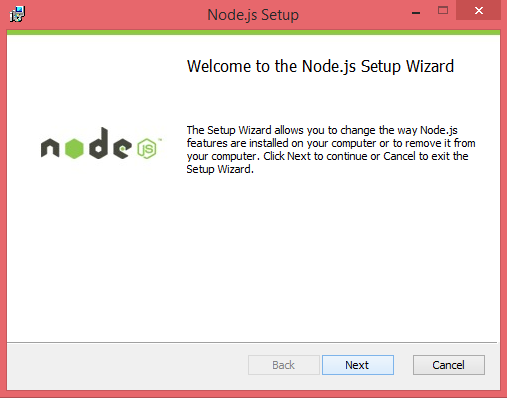 Node.js Setup
Welcome to the Node.js Setup Wizard
The Setup Wizard allows you to change the way Node.js
features are installed on your computer or to remove it from
your computer. Click Next to continue or Cancel to exit the
Setup Wizard.
node JS™
Back Next Cancel